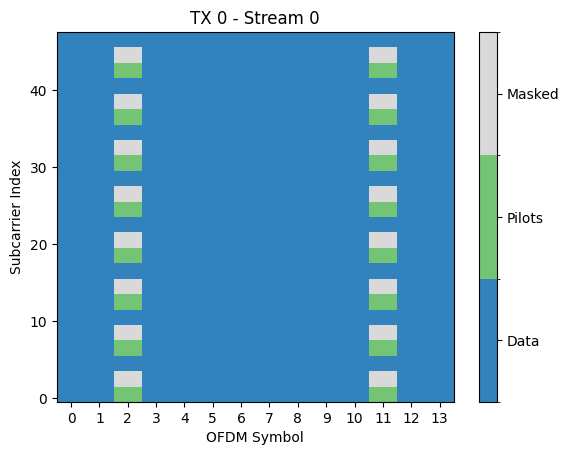 TX 0 - Stream 0
Subcarrier Index
40
30
20
10
0
0 1 2 3 4 5 6 7 8 9 10 11 12 13
OFDM Symbol
Masked
Pilots
Data